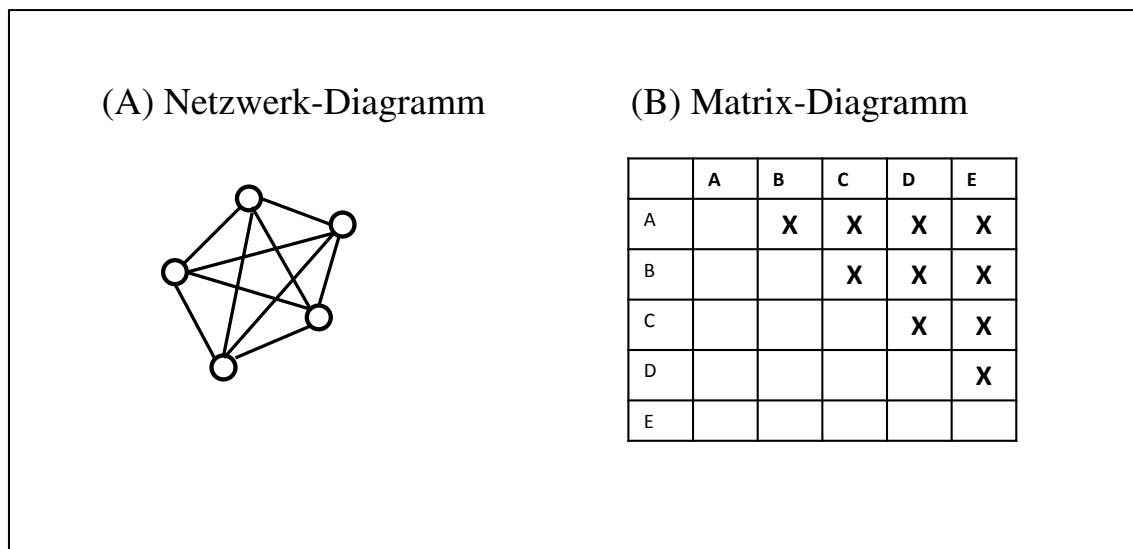 (A) Netzwerk-Diagramm
(B) Matrix-Diagramm
A B C D E
A X X X X
B X X X
C X X
D X
E